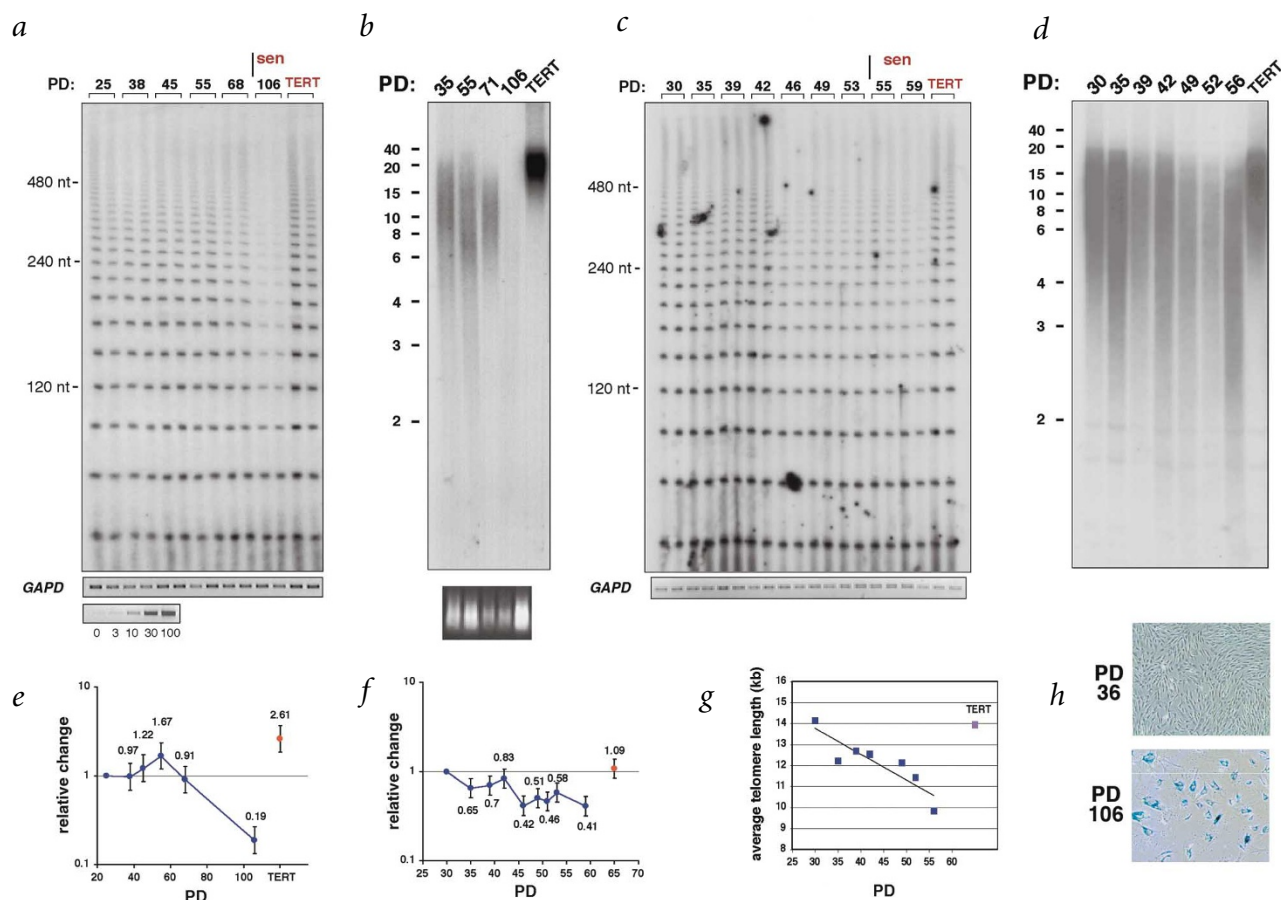 a
sen
PD: 25 38 45 55 68 106 TERT
480 nt
240 nt
120 nt
GAPD
0 3 10 30 100
b
PD: 35 55 71 106 TERT
40
20
15
10
8
6
4
3
2
c
sen
PD: 30 35 39 42 46 49 53 55 59 TERT
480 nt
240 nt
120 nt
GAPD
d
PD: 30 35 39 42 49 52 56 TERT
40
20
15
10
8
6
4
3
2
e
relative change
10
1
0.1
0.97
1.22
1.67
0.91
0.19
2.61
20 40 60 80 100 TERT
PD
f
relative change
10
1
0.1
0.65
0.7
0.83
0.42
0.51
0.46
0.58
0.41
1.09
25 30 35 40 45 50 55 60 65 70
PD
g
average telomere length (kb)
16
15
14
13
12
11
10
9
8
TERT
25 30 35 40 45 50 55 60
PD
h
PD
36
PD
106